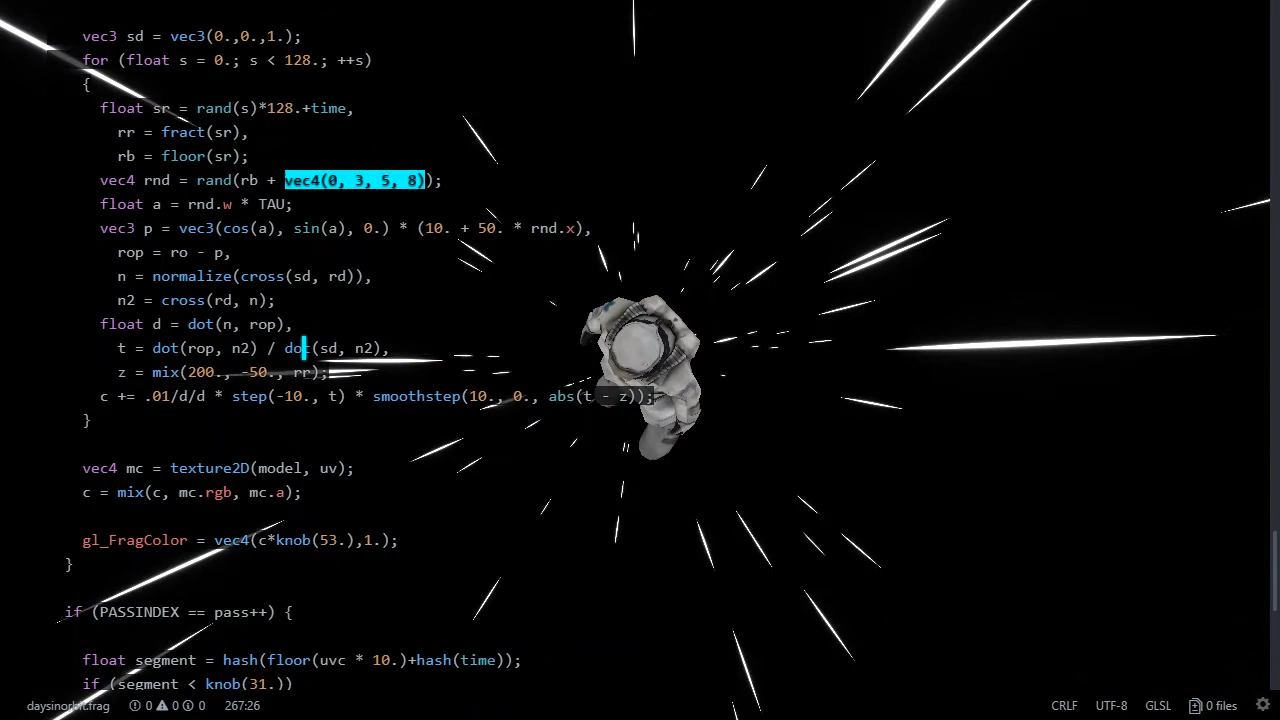 vec3 sd = vec3(0.,0.,1.);
for (float s = 0.; s < 128.; ++s)
{
float sr = rand(s)*128.+time,
rr = fract(sr),
rb = floor(sr);
vec4 rnd = rand(rb + vec4(0, 3, 5, 8));
float a = rnd.w * TAU;
vec3 p = vec3(cos(a), sin(a), 0.) * (10. + 50. * rnd.x),
rop = ro - p,
n = normalize(cross(sd, rd)),
n2 = cross(rd, n);
float d = dot(n, rop),
t = dot(rop, n2) / dot(sd, n2),
z = mix(200., -50., rr);
c += .01/d/d * step(-10., t) * smoothstep(10., 0., abs(t - z));
}
vec4 mc = texture2D(model, uv);
c = mix(c, mc.rgb, mc.a);
gl_FragColor = vec4(c*knob(53.),1.);
}
if (PASSINDEX == pass++) {
float segment = hash(floor(uvc * 10.)+hash(time));
if (segment < knob(31.))
daysinorbit.frag 0 0 0 267:26 CRLF UTF-8 GLSL 0 files